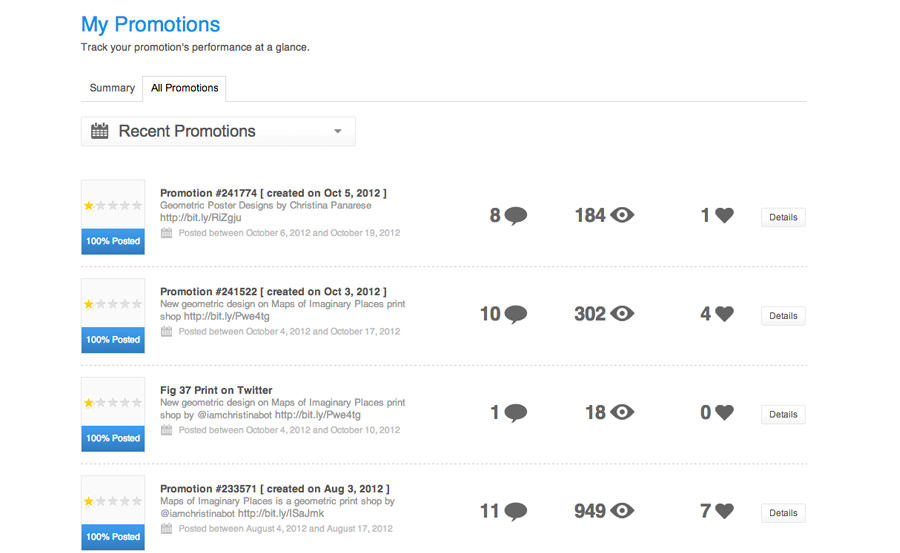 My Promotions
Track your promotion's performance at a glance.
Summary
All Promotions
Recent Promotions
Promotion #241774 [ created on Oct 5, 2012 ]
Geometric Poster Designs by Christina Panarese
http://bit.ly/RiZgju
Posted between October 6, 2012 and October 19, 2012
100% Posted
8
184
1
Details
Promotion #241522 [ created on Oct 3, 2012 ]
New geometric design on Maps of Imaginary Places print
shop http://bit.ly/Pwe4tg
Posted between October 4, 2012 and October 17, 2012
100% Posted
10
302
4
Details
Fig 37 Print on Twitter
New geometric design on Maps of Imaginary Places print
shop by @iamchristinabot http://bit.ly/Pwe4tg
Posted between October 4, 2012 and October 10, 2012
100% Posted
1
18
0
Details
Promotion #233571 [ created on Aug 3, 2012 ]
Maps of Imaginary Places is a geometric print shop by
@iamchristinabot http://bit.ly/ISaJmk
Posted between August 4, 2012 and August 17, 2012
100% Posted
11
949
7
Details